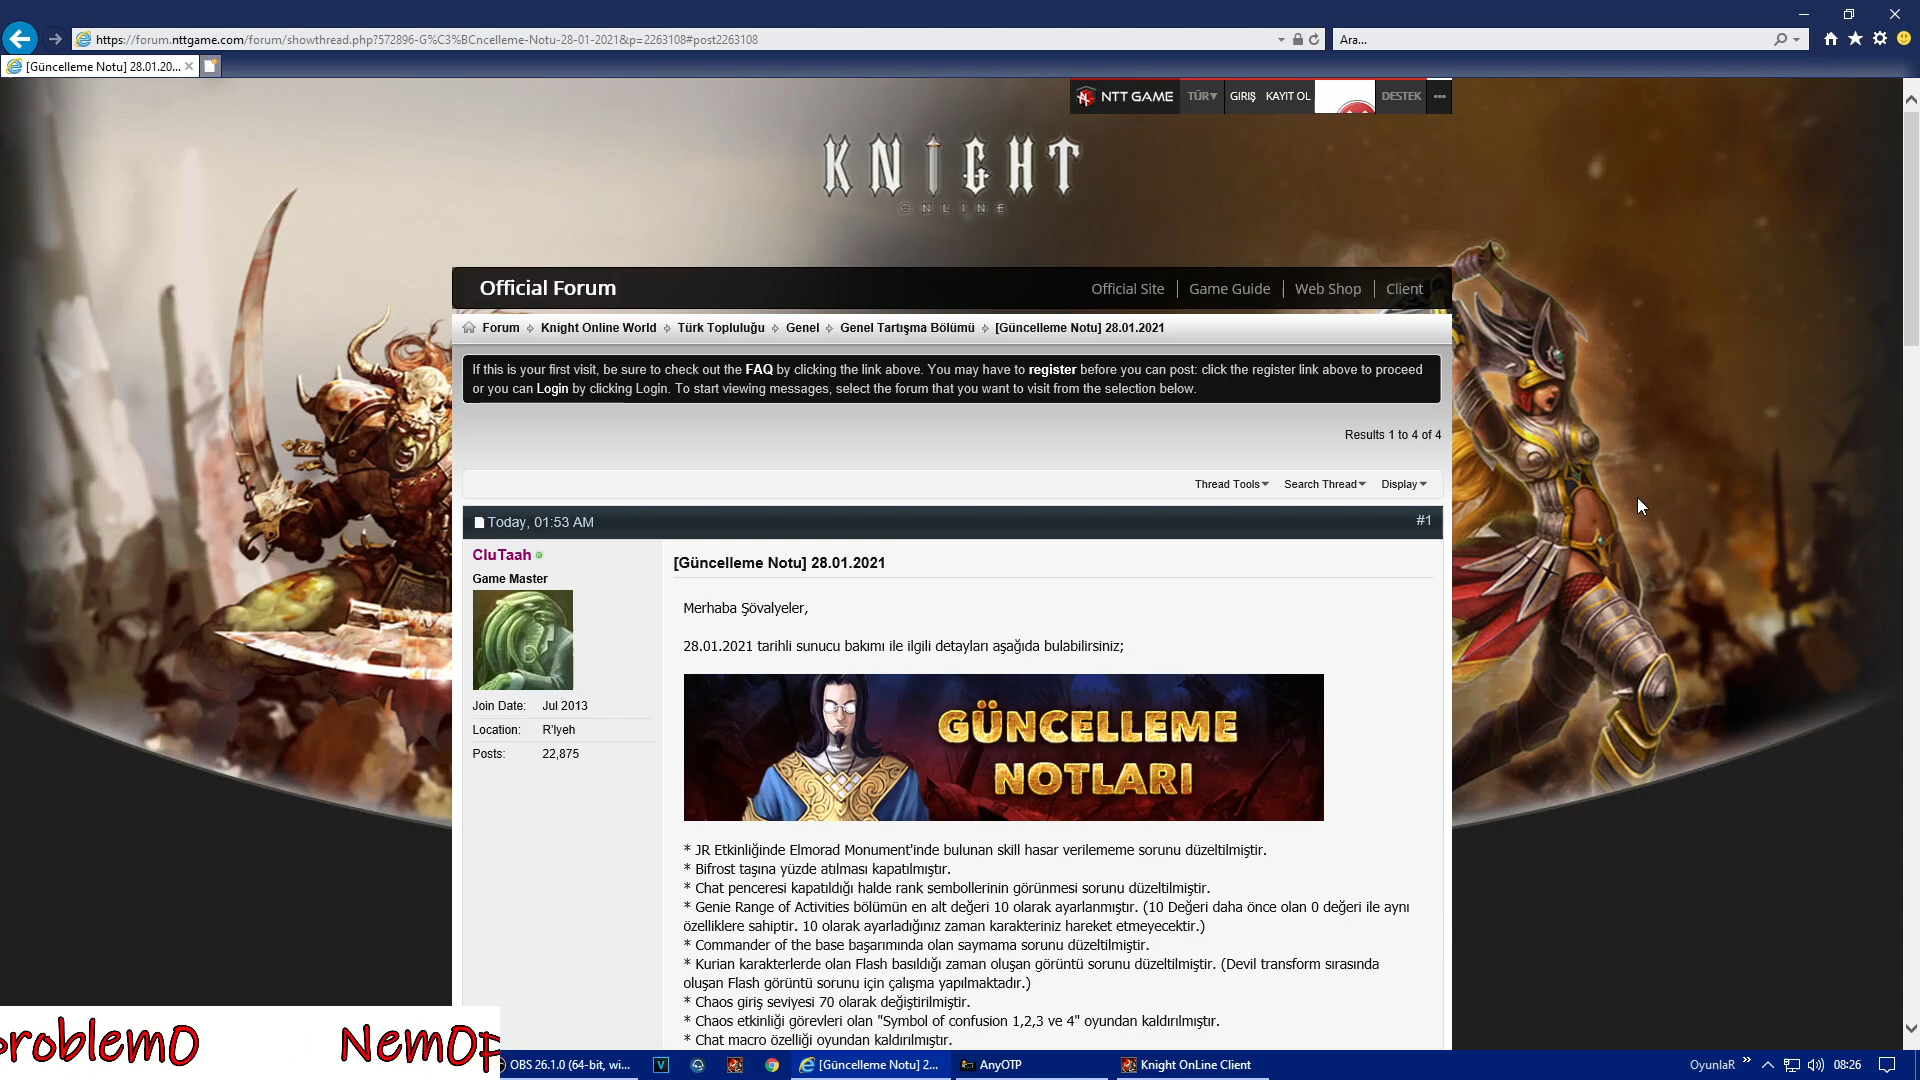 https://forum.nttgame.com/forum/showthread.php?572896-G%C3%BCncelleme-Notu-28-01-2021&p=2263108#post2263108
Ara...
[Güncelleme Notu] 28.01.20...
NTT GAME
TÜR▾
GIRIŞ
KAYIT OL
DESTEK
...
KNIGHT
ONLINE
Official Forum
Official Site
Game Guide
Web Shop
Client
Forum
Knight Online World
Türk Topluluğu
Genel
Genel Tartışma Bölümü
[Güncelleme Notu] 28.01.2021
If this is your first visit, be sure to check out the FAQ by clicking the link above. You may have to register before you can post: click the register link above to proceed
or you can Login by clicking Login. To start viewing messages, select the forum that you want to visit from the selection below.
Results 1 to 4 of 4
Thread Tools
Search Thread
Display
Today, 01:53 AM
#1
CluTaah
Game Master
Join Date: Jul 2013
Location: R'lyeh
Posts: 22,875
[Güncelleme Notu] 28.01.2021
Merhaba Şövalyeler,
28.01.2021 tarihli sunucu bakımı ile ilgili detayları aşağıda bulabilirsiniz;
GÜNCELLEME
NOTLARI
* JR Etkinliğinde Elmorad Monument'inde bulunan skill hasar verilememe sorunu düzeltilmiştir.
* Bifrost taşına yüzde atılması kapatılmıştır.
* Chat penceresi kapatıldığı halde rank sembollerinin görünmesi sorunu düzeltilmiştir.
* Genie Range of Activities bölümün en alt değeri 10 olarak ayarlanmıştır. (10 Değeri daha önce olan 0 değeri ile aynı
özelliklere sahiptir. 10 olarak ayarladığınız zaman karakteriniz hareket etmeyecektir.)
* Commander of the base başarımında olan saymama sorunu düzeltilmiştir.
* Kurian karakterlerde olan Flash basıldığı zaman oluşan görüntü sorunu düzeltilmiştir. (Devil transform sırasında
oluşan Flash görüntü sorunu için çalışma yapılmaktadır.)
* Chaos giriş seviyesi 70 olarak değiştirilmiştir.
* Chaos etkinliği görevleri olan "Symbol of confusion 1,2,3 ve 4" oyundan kaldırılmıştır.
* Chat macro özelliği oyundan kaldırılmıştır.
roblemO
NemOp
OBS 26.1.0 (64-bit, wi...
[Güncelleme Notu] 2...
AnyOTP
Knight OnLine Client
OyunlaR
08:26